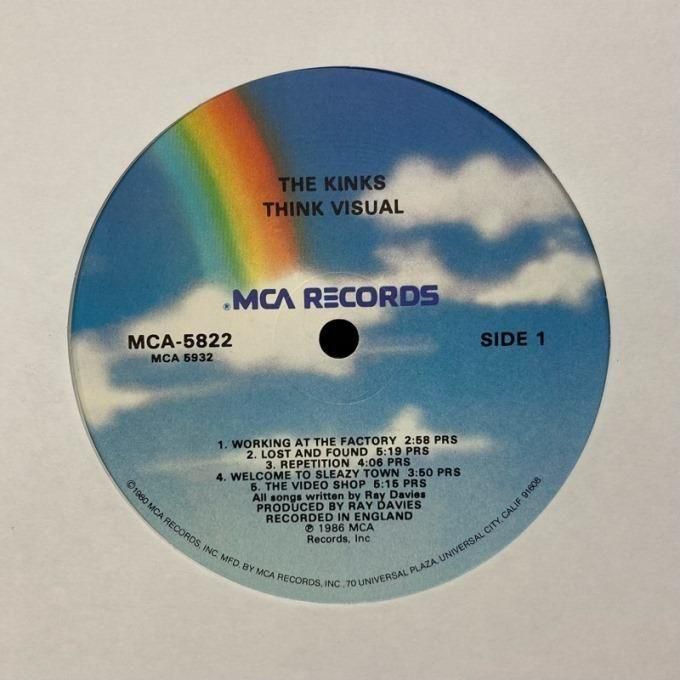 THE KINKS
THINK VISUAL
® MCA RECORDS
MCA-5822
MCA 5932
SIDE 1
1. WORKING AT THE FACTORY 2:58 PRS
2. LOST AND FOUND 5:19 PRS
3. REPETITION 4:06 PRS
4. WELCOME TO SLEAZY TOWN 3:50 PRS
5. THE VIDEO SHOP 5:15 PRS
All songs written by Ray Davies
PRODUCED BY RAY DAVIES
RECORDED IN ENGLAND
℗ 1986 MCA
Records, Inc
©1980 MCA RECORDS, INC. MFD. BY MCA RECORDS, INC., 70 UNIVERSAL PLAZA, UNIVERSAL CITY, CALIF. 91608